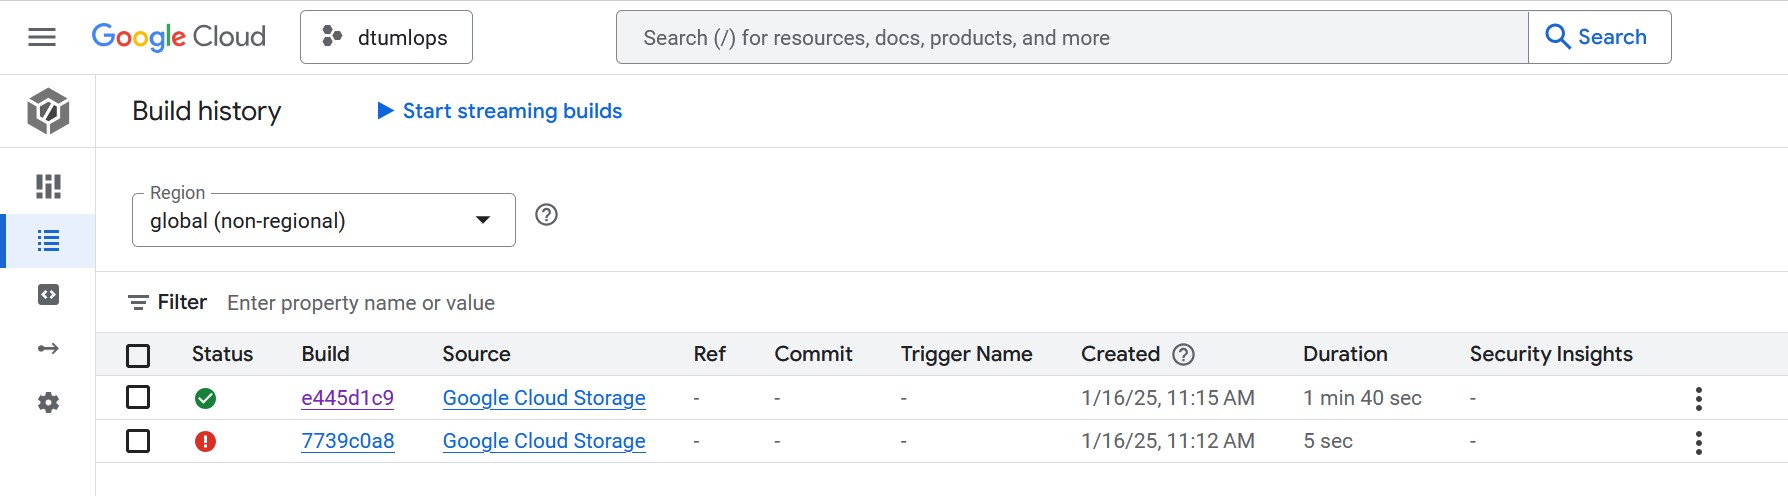 Google Cloud dtumlops Search (/) for resources, docs, products, and more Search
Build history Start streaming builds
Region
global (non-regional)
Filter Enter property name or value
Status Build Source Ref Commit Trigger Name Created Duration Security Insights
e445d1c9 Google Cloud Storage - - - 1/16/25, 11:15 AM 1 min 40 sec -
7739c0a8 Google Cloud Storage - - - 1/16/25, 11:12 AM 5 sec -